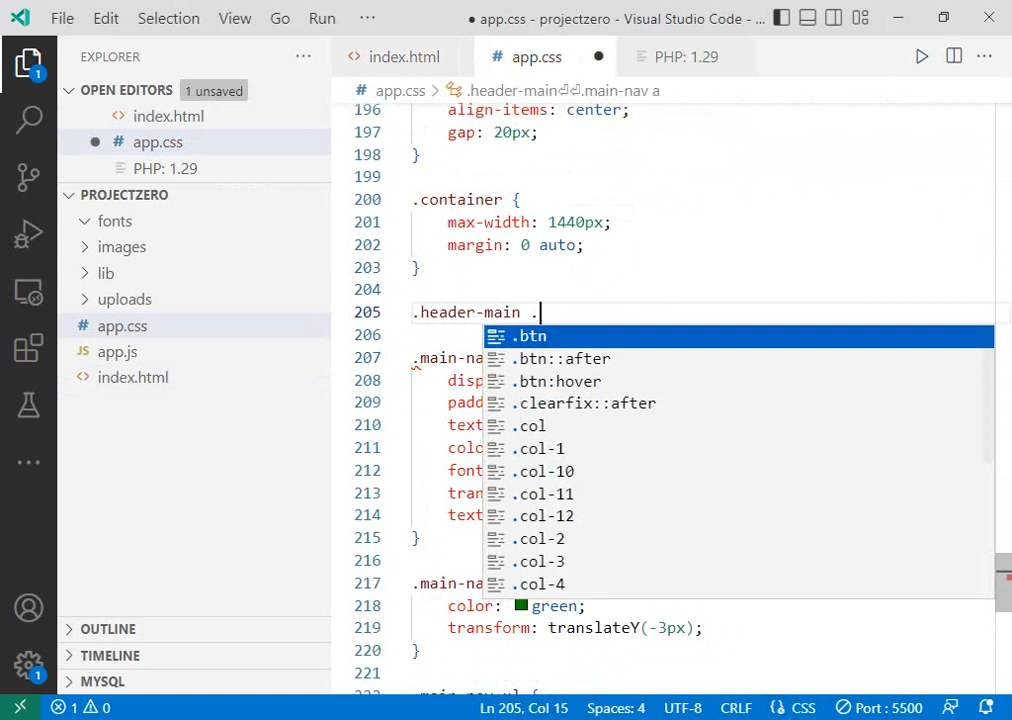 File Edit Selection View Go Run ··· ● app.css - projectzero - Visual Studio Code - ...
EXPLORER ···
OPEN EDITORS 1 unsaved
<> index.html
● # app.css
PHP: 1.29
PROJECTZERO
fonts
images
lib
uploads
# app.css
JS app.js
<> index.html
OUTLINE
TIMELINE
MYSQL
1
1
<> index.html # app.css ● PHP: 1.29
# app.css > .header-main⏎⏎.main-nav a
196 align-items: center;
197 gap: 20px;
198 }
199
200 .container {
201 max-width: 1440px;
202 margin: 0 auto;
203 }
204
205 .header-main .
206
207 .main-na
208 disp
209 padd
210 text
211 colo
212 font
213 tran
214 text
215 }
216
217 .main-na
218 color: green;
219 transform: translateY(-3px);
220 }
221
.btn
.btn::after
.btn:hover
.clearfix::after
.col
.col-1
.col-10
.col-11
.col-12
.col-2
.col-3
.col-4
1 0 Ln 205, Col 15 Spaces: 4 UTF-8 CRLF {} CSS Port : 5500